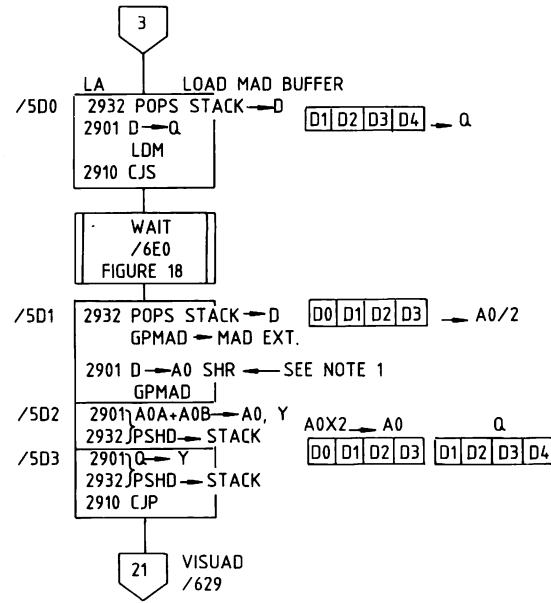 3
LA LOAD MAD BUFFER
/5D0 2932 POPS STACK → D
2901 D → Q D1 D2 D3 D4 → Q
LDM
2910 CJS
WAIT
/6E0
FIGURE 18
/5D1 2932 POPS STACK → D D0 D1 D2 D3 → A0/2
GPMAD → MAD EXT.
2901 D → A0 SHR ← SEE NOTE 1
GPMAD
/5D2 2901 } A0A + A0B → A0, Y
2932 } PSHD → STACK A0X2 → A0 Q
/5D3 2901 } Q → Y D0 D1 D2 D3 D1 D2 D3 D4
2932 } PSHD → STACK
2910 CJP
21 VISUAD
/629